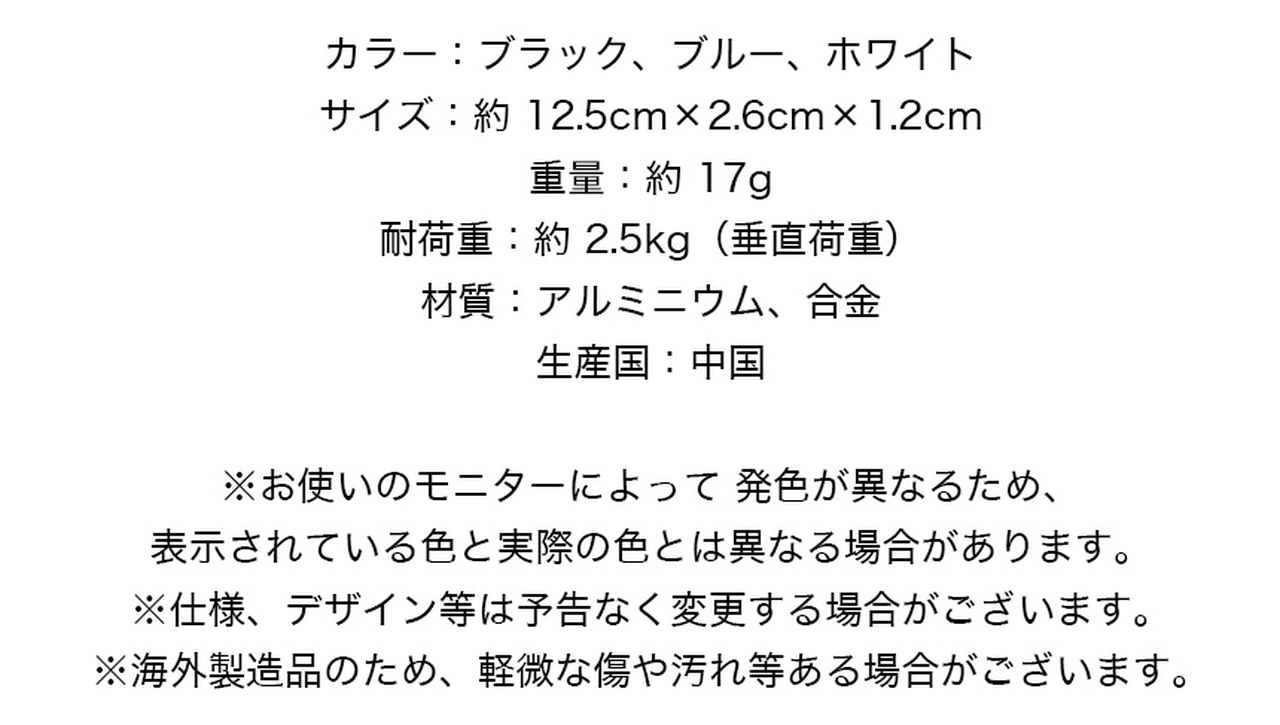 カラー：ブラック、ブルー、ホワイト
サイズ：約 12.5cm×2.6cm×1.2cm
重量：約 17g
耐荷重：約 2.5kg（垂直荷重）
材質：アルミニウム、合金
生産国：中国
※お使いのモニターによって 発色が異なるため、
表示されている色と実際の色とは異なる場合があります。
※仕様、デザイン等は予告なく変更する場合がございます。
※海外製造品のため、軽微な傷や汚れ等ある場合がございます。